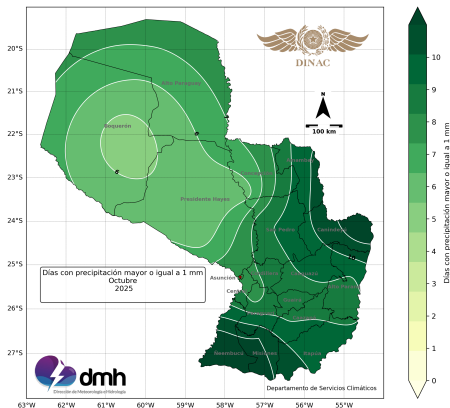 DINAC
N
100 km
20°S
21°S
22°S
23°S
24°S
25°S
26°S
27°S
Alto Paraguay
Boquerón
Presidente Hayes
Concepción
Amambay
San Pedro
Canindeyú
Asunción
Central
Caaguazú
Alto Paraná
Ñeembucú
Misiones
Itapúa
Días con precipitación mayor o igual a 1 mm
Octubre
2025
dmh
Dirección de Meteorología e Hidrología
Departamento de Servicios Climáticos
63°W 62°W 61°W 60°W 59°W 58°W 57°W 56°W 55°W
10
9
8
7
6
5
4
3
2
1
0
Días con precipitación mayor o igual a 1 mm